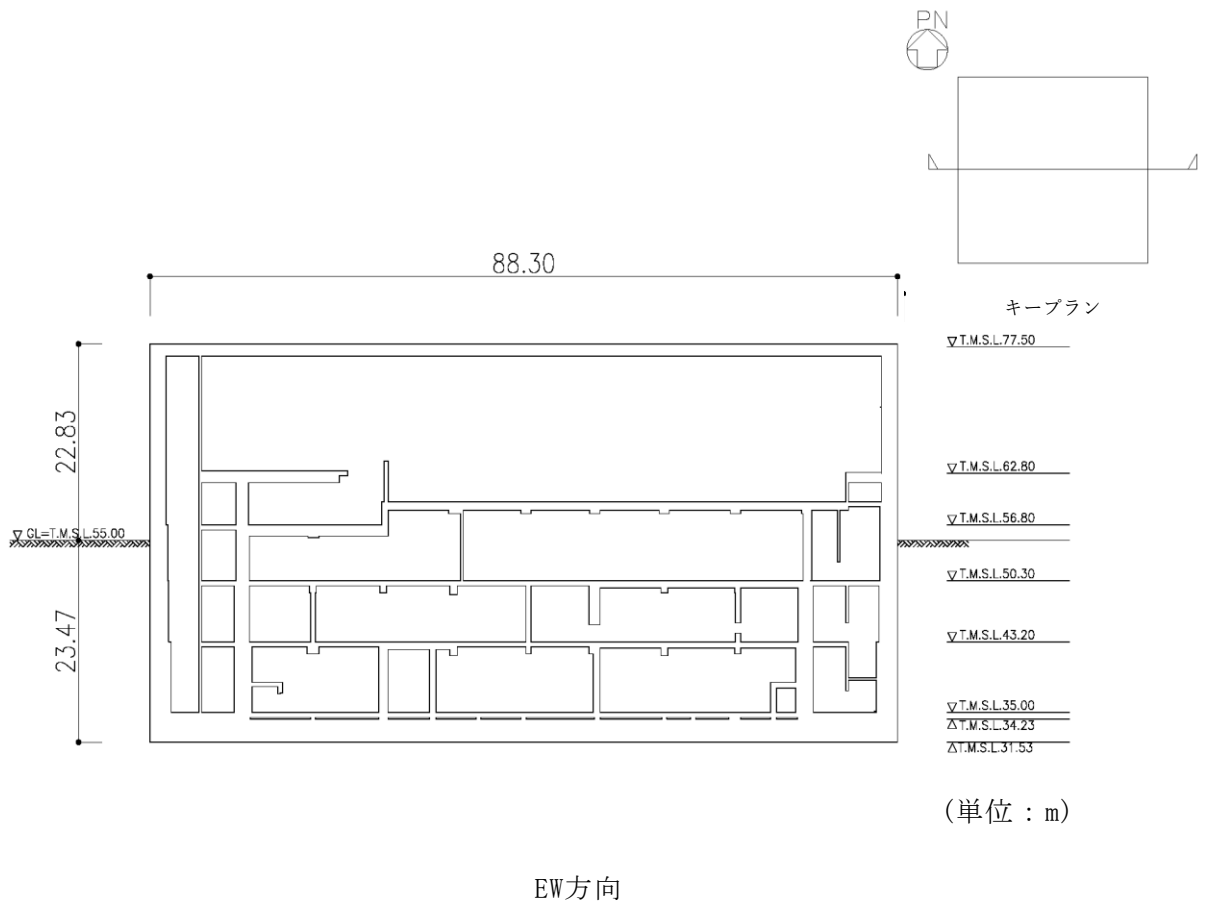 PN
88.30
キープラン
22.83
23.47
▽ GL=T.M.S.L.55.00
▽T.M.S.L.77.50
▽T.M.S.L.62.80
▽T.M.S.L.56.80
▽T.M.S.L.50.30
▽T.M.S.L.43.20
▽T.M.S.L.35.00
△T.M.S.L.34.23
△T.M.S.L.31.53
(単位：m)
EW方向